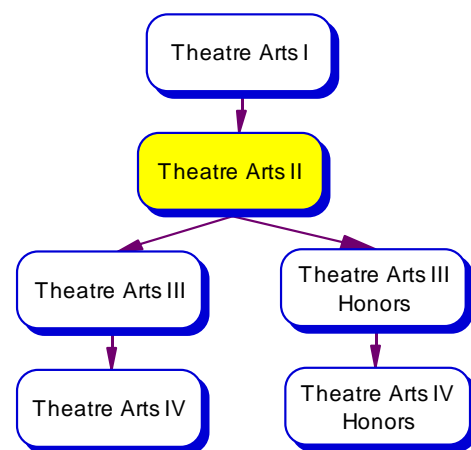 Theatre Arts I
Theatre Arts II
Theatre Arts III
Theatre Arts III
Honors
Theatre Arts IV
Theatre Arts IV
Honors